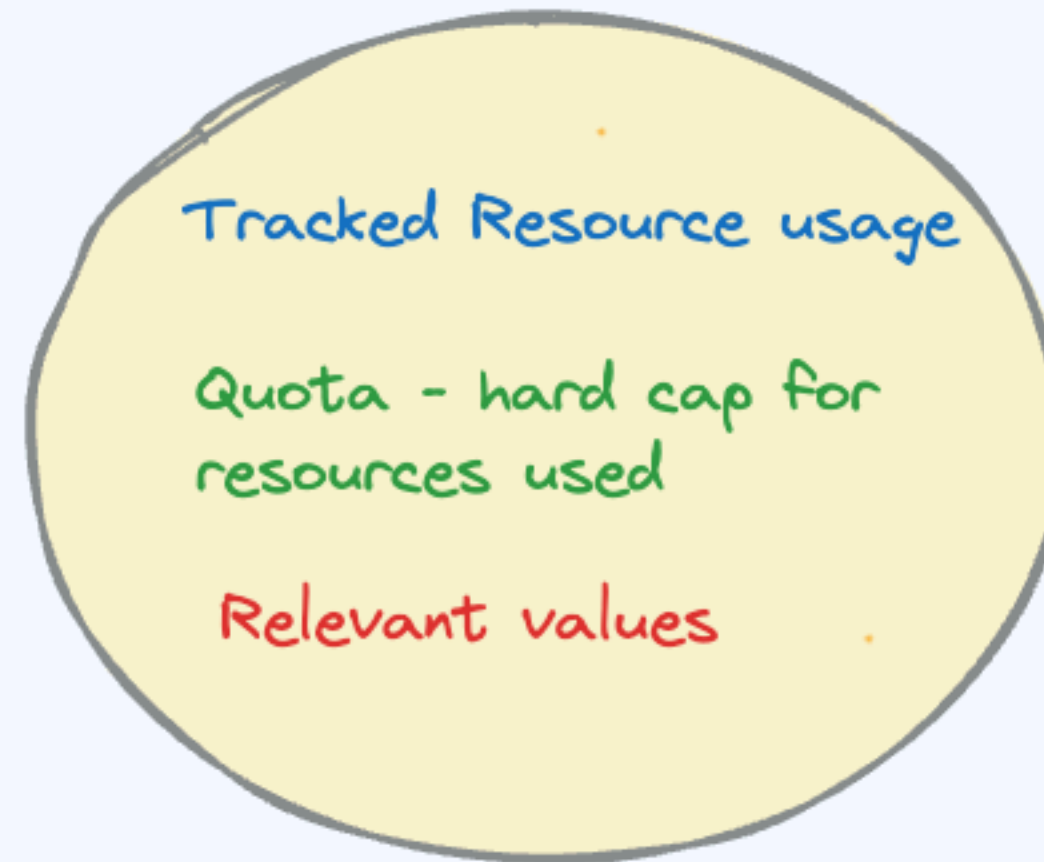 Tracked Resource usage
Quota - hard cap for
resources used
Relevant values